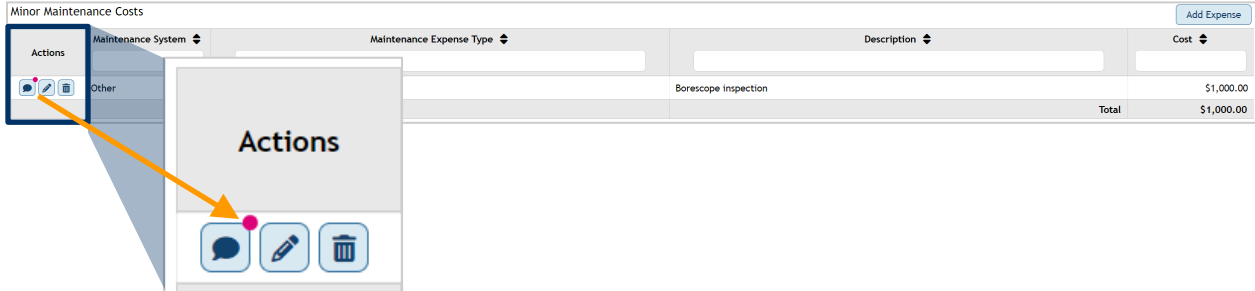 Minor Maintenance Costs
Add Expense
Actions
Maintenance System
Maintenance Expense Type
Description
Cost
Other
Borescope inspection
$1,000.00
Total
$1,000.00
Actions